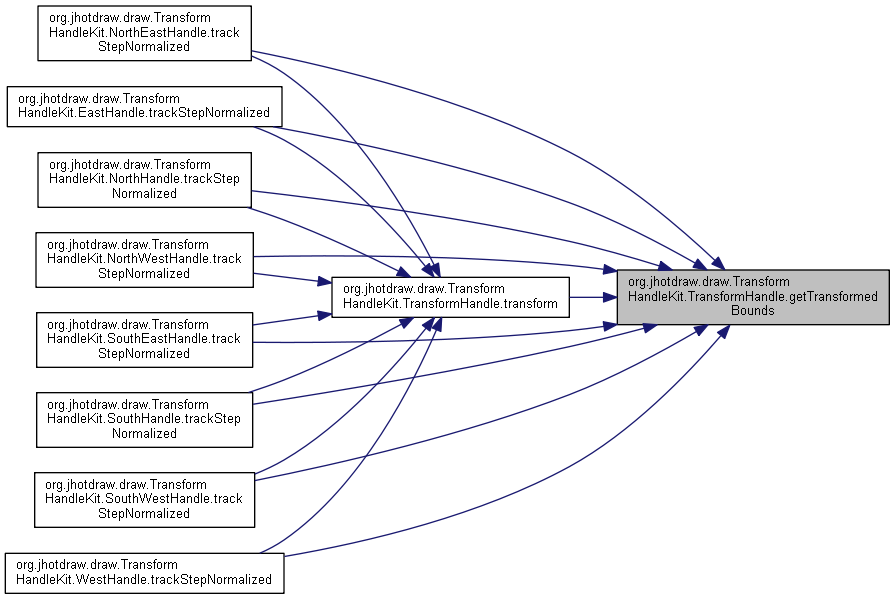 org.jhotdraw.draw.Transform
HandleKit.NorthEastHandle.track
StepNormalized
org.jhotdraw.draw.Transform
HandleKit.EastHandle.trackStepNormalized
org.jhotdraw.draw.Transform
HandleKit.NorthHandle.trackStep
Normalized
org.jhotdraw.draw.Transform
HandleKit.NorthWestHandle.track
StepNormalized
org.jhotdraw.draw.Transform
HandleKit.SouthEastHandle.track
StepNormalized
org.jhotdraw.draw.Transform
HandleKit.SouthHandle.trackStep
Normalized
org.jhotdraw.draw.Transform
HandleKit.SouthWestHandle.track
StepNormalized
org.jhotdraw.draw.Transform
HandleKit.WestHandle.trackStepNormalized
org.jhotdraw.draw.Transform
HandleKit.TransformHandle.transform
org.jhotdraw.draw.Transform
HandleKit.TransformHandle.getTransformed
Bounds